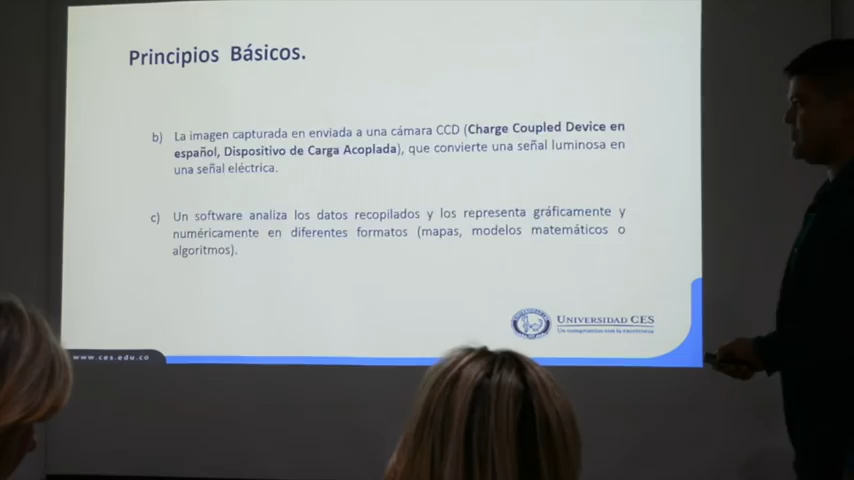 Principios Básicos.
b) La imagen capturada en enviada a una cámara CCD (Charge Coupled Device en
español, Dispositivo de Carga Acoplada), que convierte una señal luminosa en
una señal eléctrica.
c) Un software analiza los datos recopilados y los representa gráficamente y
numéricamente en diferentes formatos (mapas, modelos matemáticos o
algoritmos).
UNIVERSIDAD CES
Un compromiso con la excelencia
www.ces.edu.co